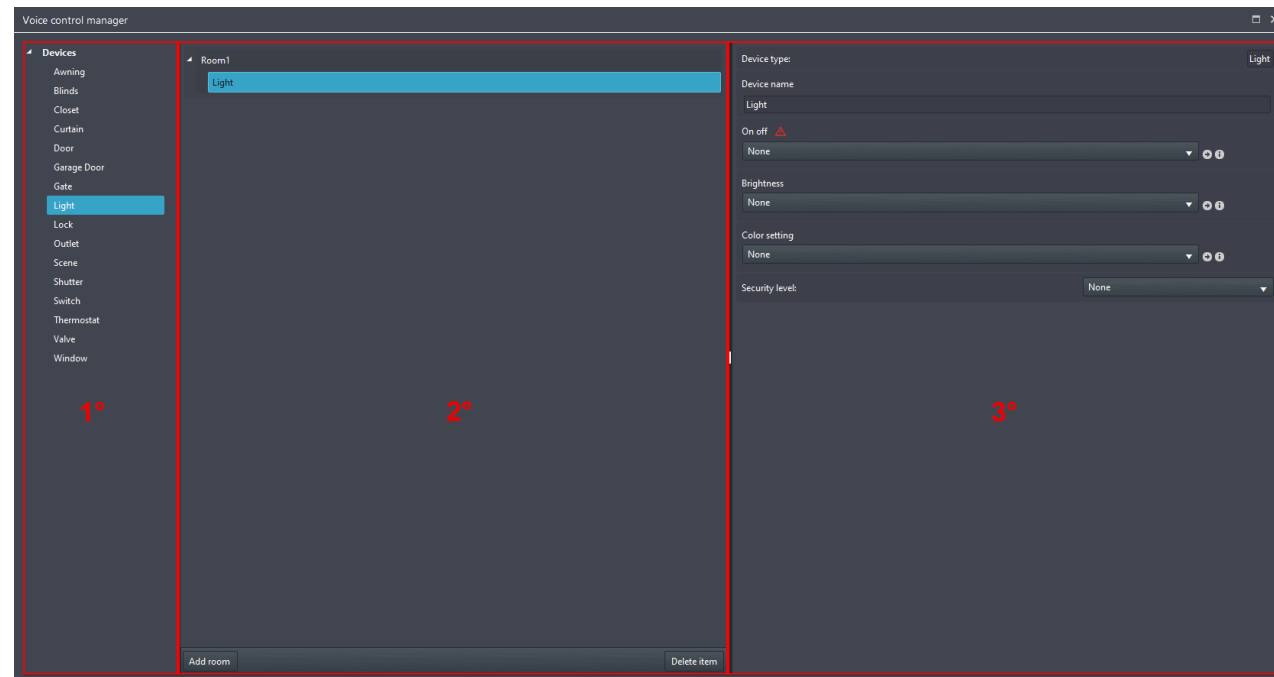 Voice control manager
Devices
Awning
Blinds
Closet
Curtain
Door
Garage Door
Gate
Light
Lock
Outlet
Scene
Shutter
Switch
Thermostat
Valve
Window
1°
Room1
Light
2°
Add room
Delete item
Device type: Light
Device name
Light
On off
None
Brightness
None
Color setting
None
Security level: None
3°